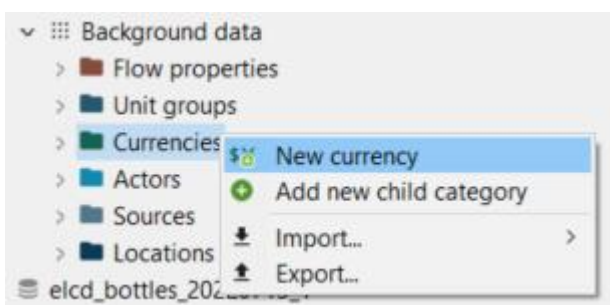 Background data
Flow properties
Unit groups
Currencies
New currency
Actors
Add new child category
Sources
Import...
Locations
Export...